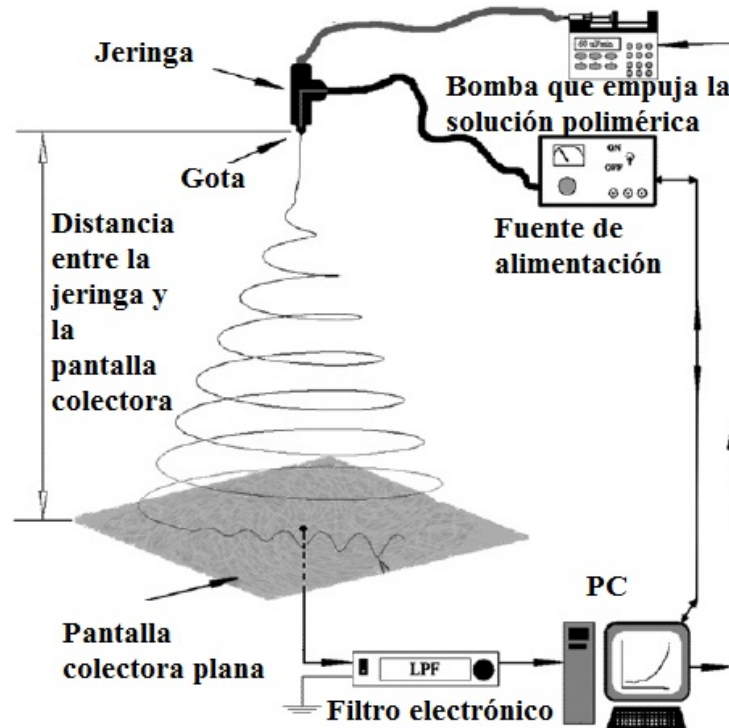 Jeringa
Bomba que empuja la
solución polimérica
ON
OFF
Gota
Fuente de
alimentación
Distancia
entre la
jeringa y
la
pantalla
colectora
PC
Pantalla
colectora plana
LPF
Filtro electrónico